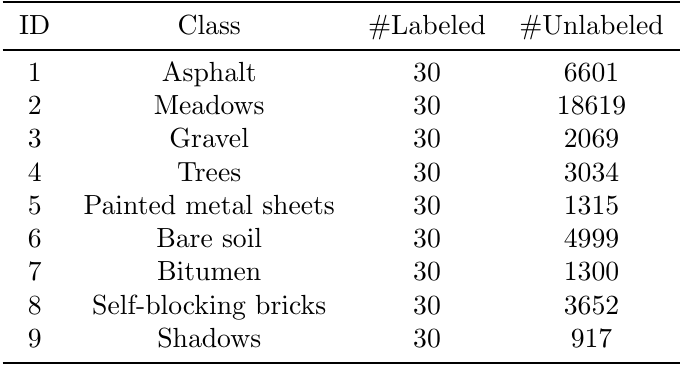 ID Class #Labeled #Unlabeled
1 Asphalt 30 6601
2 Meadows 30 18619
3 Gravel 30 2069
4 Trees 30 3034
5 Painted metal sheets 30 1315
6 Bare soil 30 4999
7 Bitumen 30 1300
8 Self-blocking bricks 30 3652
9 Shadows 30 917